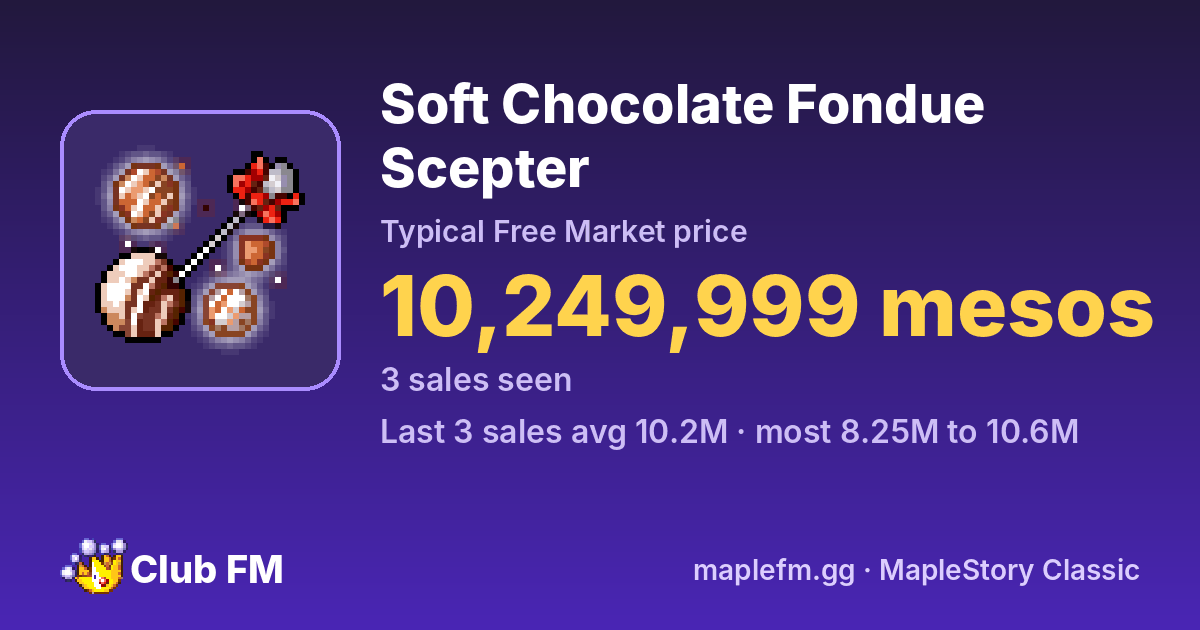 Soft Chocolate Fondue
Scepter
Typical Free Market price
10,249,999 mesos
3 sales seen
Last 3 sales avg 10.2M · most 8.25M to 10.6M
Club FM
maplefm.gg · MapleStory Classic